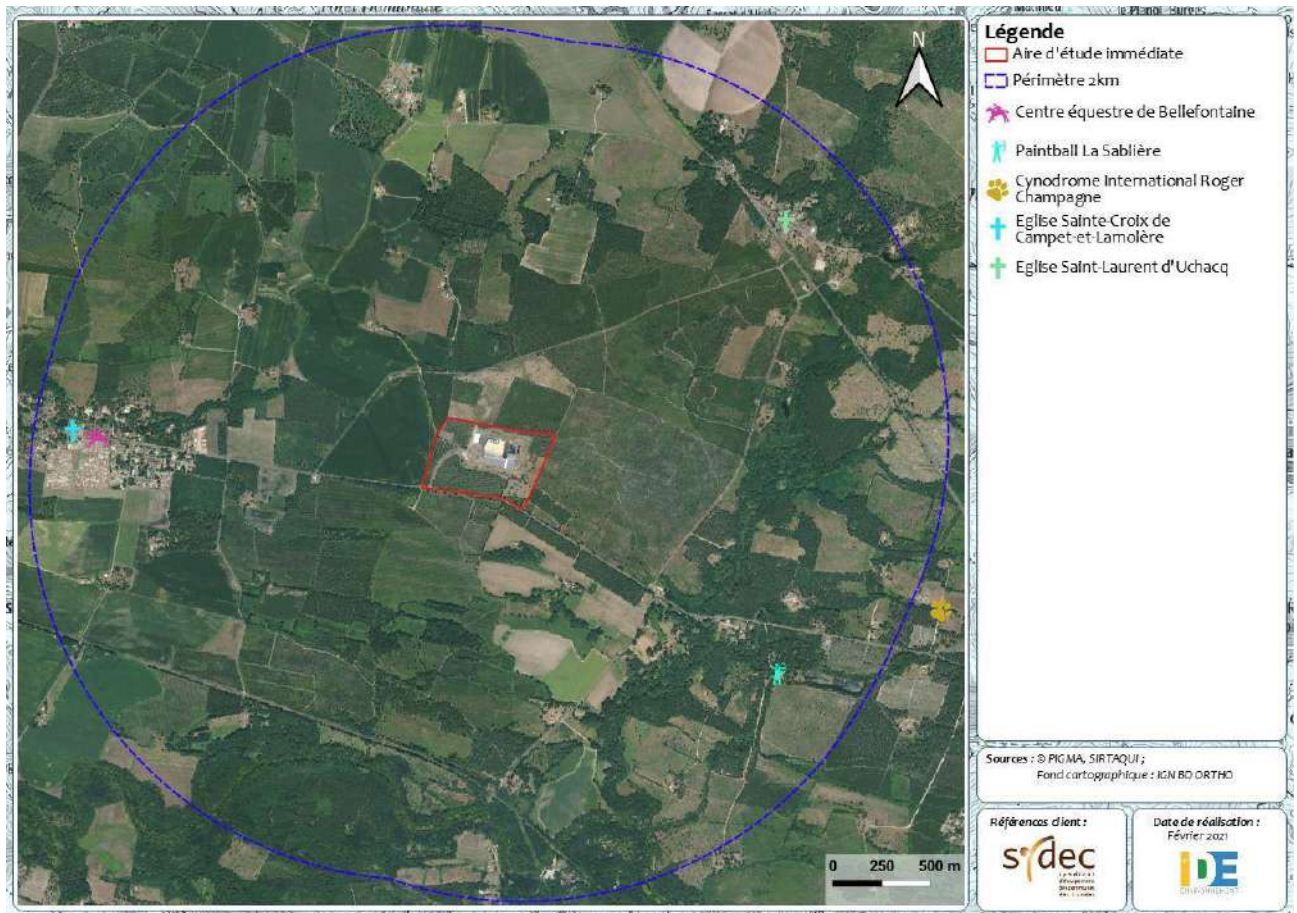 N
Légende
Aire d'étude immédiate
Périmètre 2km
Centre équestre de Bellefontaine
Paintball La Sablière
Cynodrome International Roger
Champagne
Eglise Sainte-Croix de
Campet-et-Lamolère
Eglise Saint-Laurent d'Uchacq
0 250 500 m
Sources : © PIGMA, SIRTAQUI ;
Fond cartographique : IGN BD ORTHO
Références client :
sydec
Date de réalisation :
Février 2021
IDE
ENVIRONNEMENT